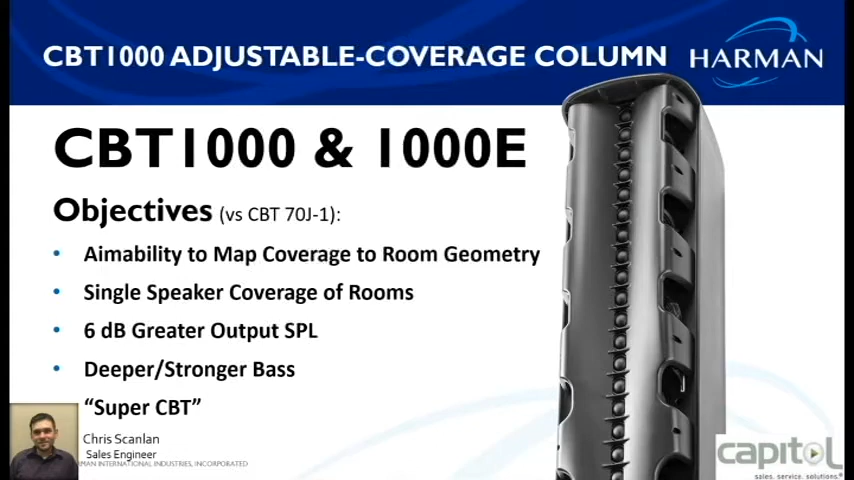 CBT1000 ADJUSTABLE-COVERAGE COLUMN
HARMAN
CBT1000 & 1000E
Objectives (vs CBT 70J-1):
• Aimability to Map Coverage to Room Geometry
• Single Speaker Coverage of Rooms
• 6 dB Greater Output SPL
• Deeper/Stronger Bass
“Super CBT”
Chris Scanlan
Sales Engineer
RMAN INTERNATIONAL INDUSTRIES, INCORPORATED
capitol
sales. service. solutions.®